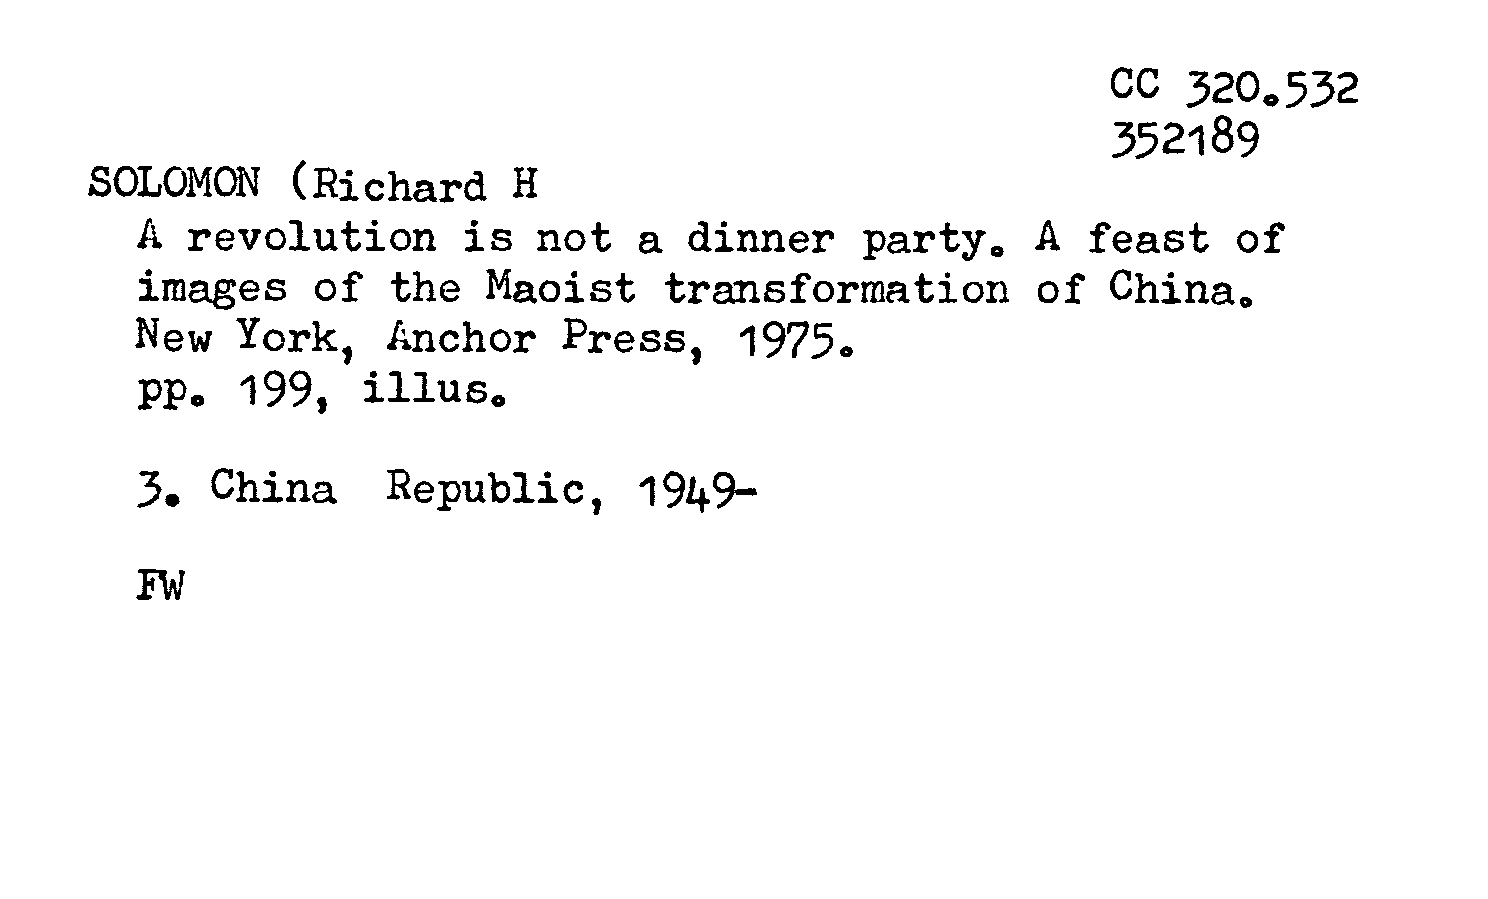 CC 320.532
352189
SOLOMON (Richard H
A revolution is not a dinner party. A feast of
images of the Maoist transformation of China.
New York, Anchor Press, 1975.
pp. 199, illus.
3. China Republic, 1949-
FW